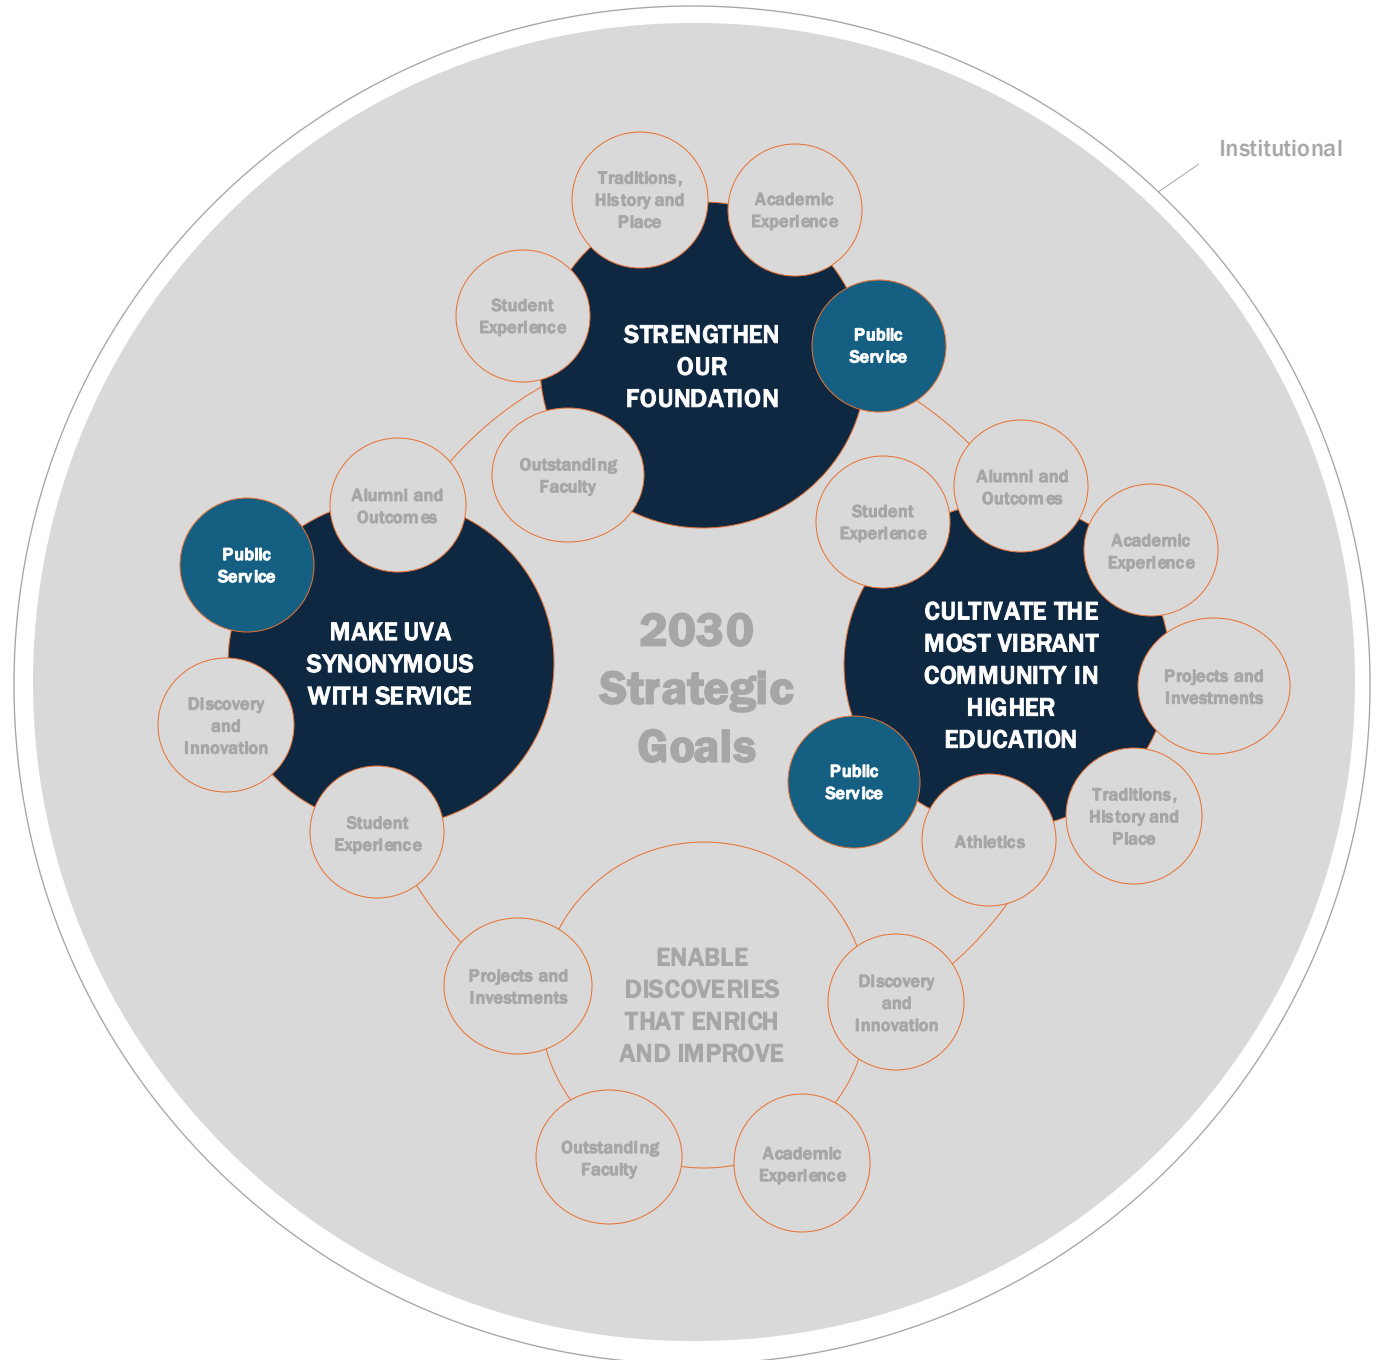 Institutional
Traditions,
History and
Place
Academic
Experience
Student
Experience
STRENGTHEN
OUR
FOUNDATION
Public
Service
Outstanding
Faculty
Alumni and
Outcomes
Public
Service
MAKE UVA
SYNONYMOUS
WITH SERVICE
Discovery
and
Innovation
Student
Experience
2030
Strategic
Goals
Student
Experience
Alumni and
Outcomes
Academic
Experience
CULTIVATE THE
MOST VIBRANT
COMMUNITY IN
HIGHER
EDUCATION
Projects and
Investments
Public
Service
Athletics
Traditions,
History and
Place
ENABLE
DISCOVERIES
THAT ENRICH
AND IMPROVE
Projects and
Investments
Discovery
and
Innovation
Outstanding
Faculty
Academic
Experience